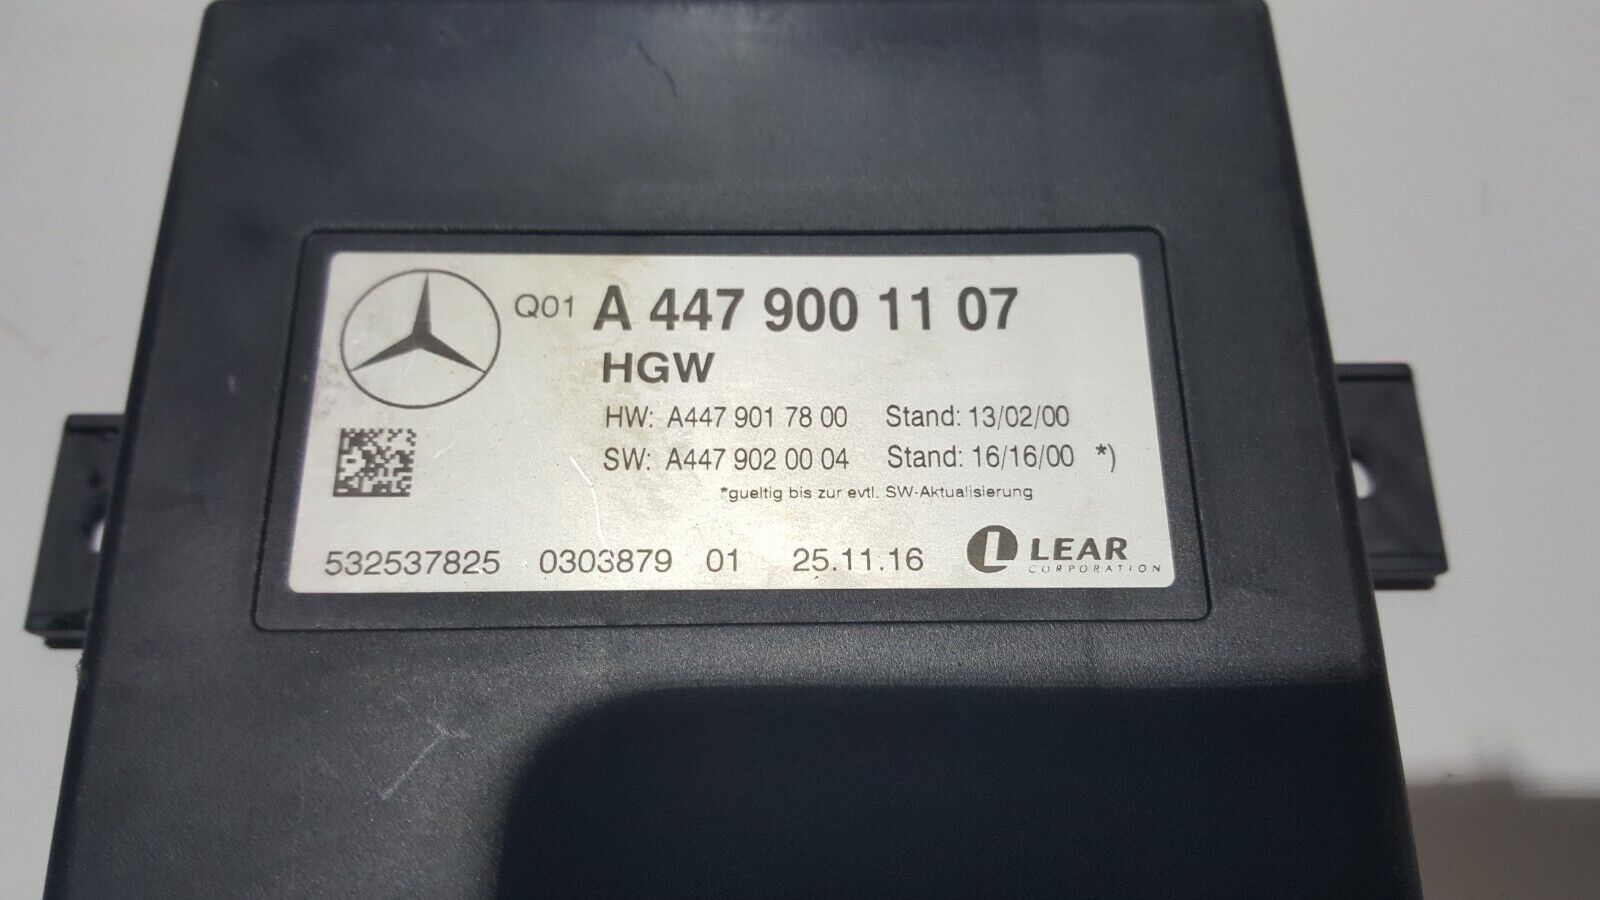 Q01 A 447 900 11 07
HGW
HW: A447 901 78 00 Stand: 13/02/00
SW: A447 902 00 04 Stand: 16/16/00 *)
*gueltig bis zur evtl. SW-Aktualisierung
532537825 0303879 01 25.11.16 LEAR
CORPORATION